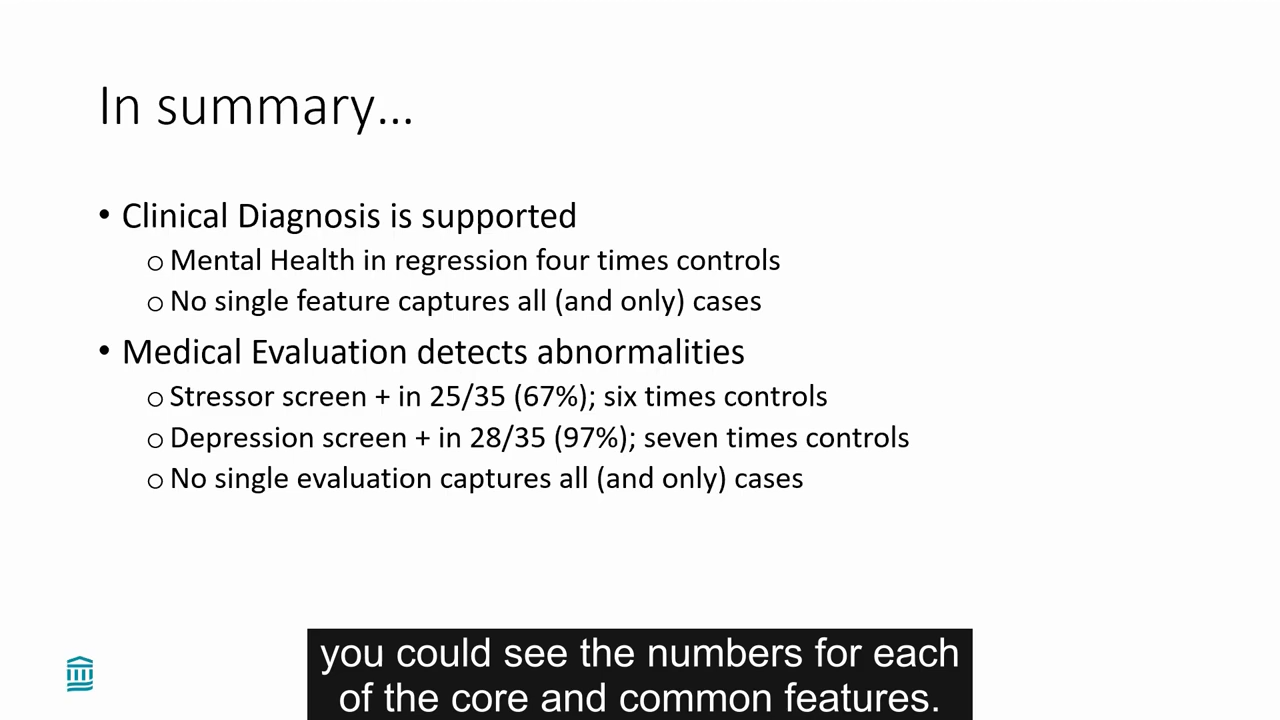 In summary...
• Clinical Diagnosis is supported
o Mental Health in regression four times controls
o No single feature captures all (and only) cases
• Medical Evaluation detects abnormalities
o Stressor screen + in 25/35 (67%); six times controls
o Depression screen + in 28/35 (97%); seven times controls
o No single evaluation captures all (and only) cases
you could see the numbers for each
of the core and common features.